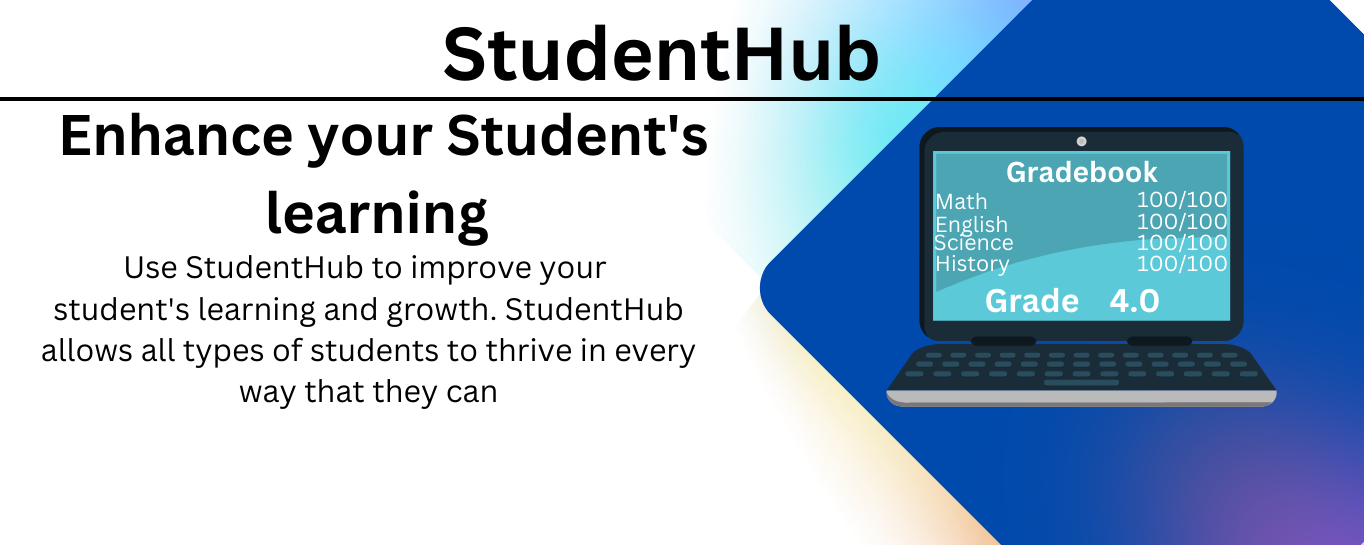 StudentHub
Enhance your Student's
learning
Use StudentHub to improve your
student's learning and growth. StudentHub
allows all types of students to thrive in every
way that they can
Gradebook
Math 100/100
English 100/100
Science 100/100
History 100/100
Grade 4.0